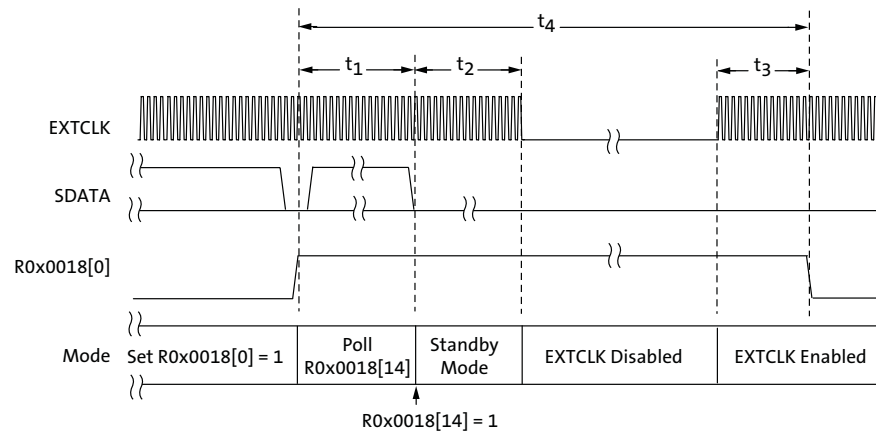 t4
t1
t2
t3
EXTCLK
SDATA
R0x0018[0]
Mode
Set R0x0018[0] = 1
Poll
R0x0018[14]
Standby
Mode
EXTCLK Disabled
EXTCLK Enabled
R0x0018[14] = 1